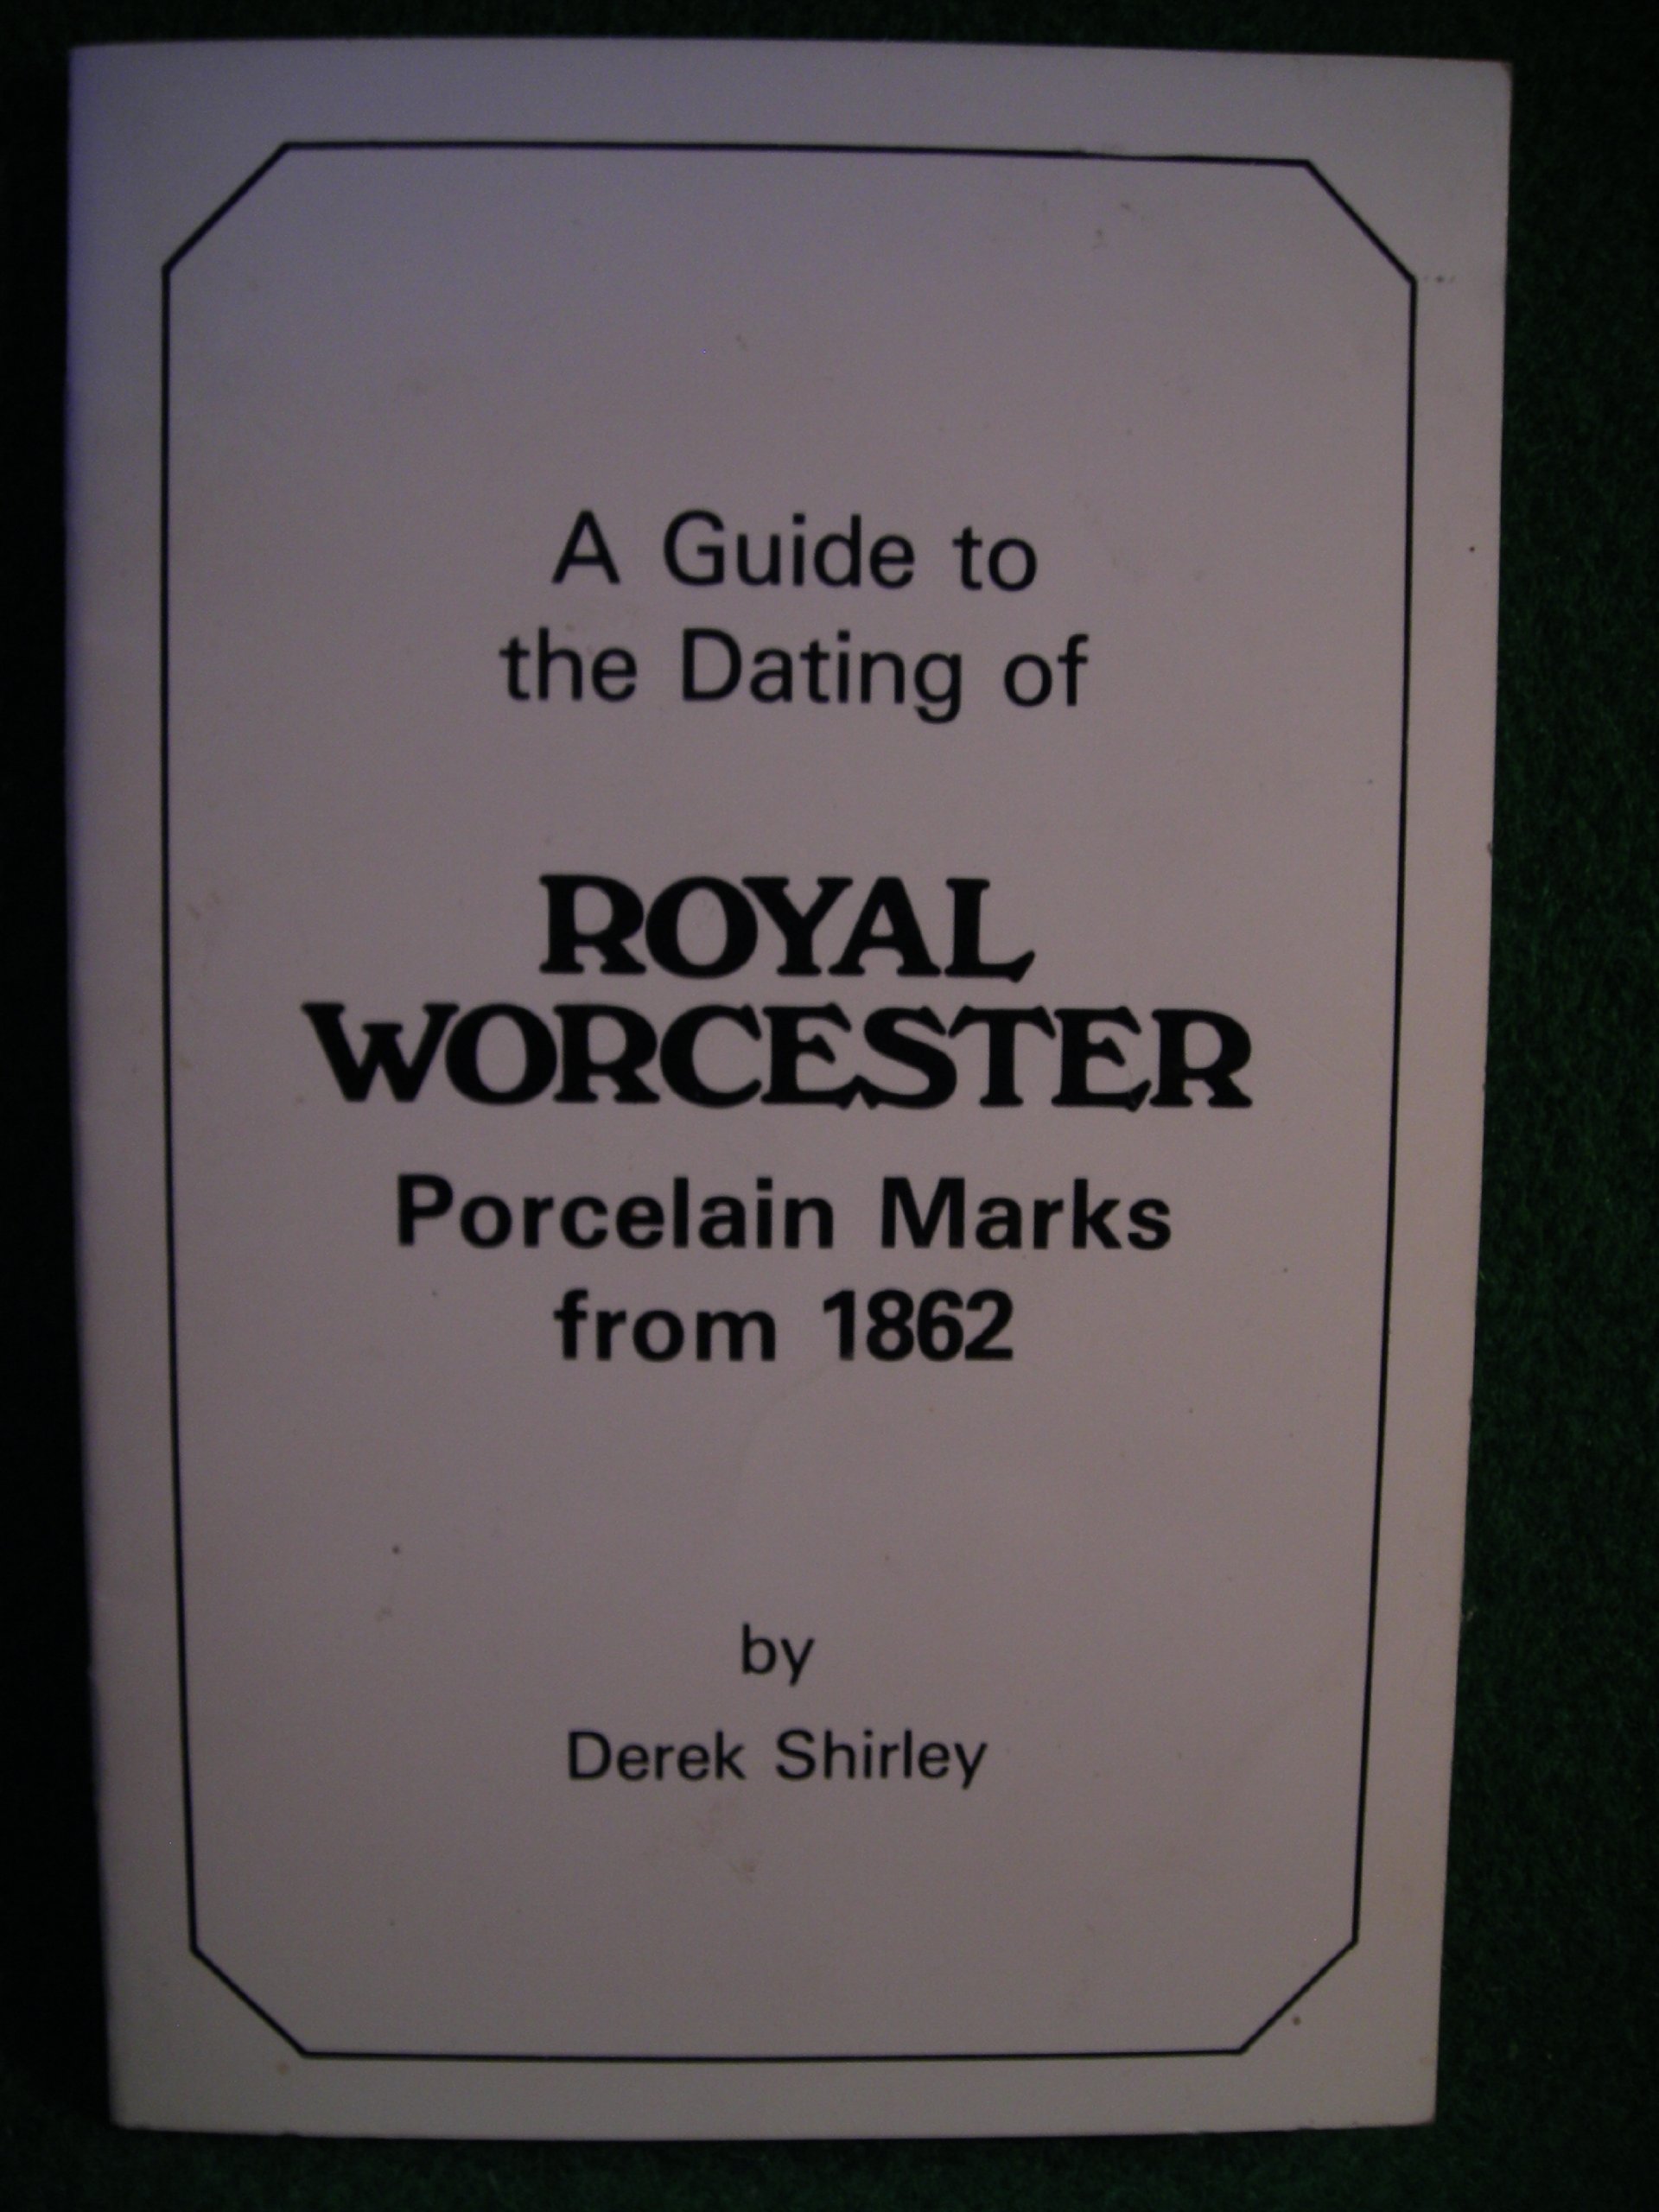 A Guide to
the Dating of
ROYAL
WORCESTER
Porcelain Marks
from 1862
by
Derek Shirley